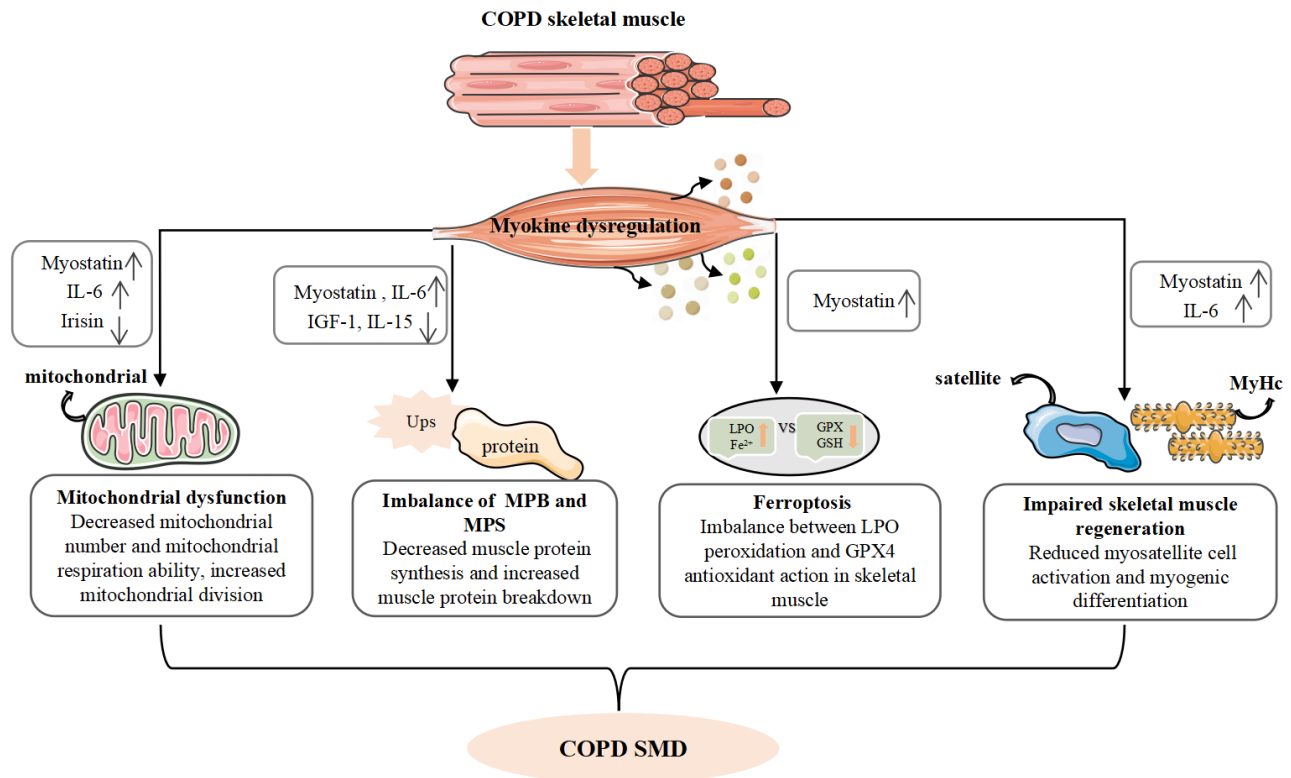 COPD skeletal muscle
Myokine dysregulation
Myostatin ↑
IL-6 ↑
Irisin ↓
Myostatin , IL-6 ↑
IGF-1, IL-15 ↓
Myostatin ↑
Myostatin ↑
IL-6 ↑
mitochondrial
Ups
protein
LPO ↑
Fe²⁺
VS
GPX ↓
GSH
satellite
MyHc
Mitochondrial dysfunction
Decreased mitochondrial
number and mitochondrial
respiration ability, increased
mitochondrial division
Imbalance of MPB and
MPS
Decreased muscle protein
synthesis and increased
muscle protein breakdown
Ferroptosis
Imbalance between LPO
peroxidation and GPX4
antioxidant action in skeletal
muscle
Impaired skeletal muscle
regeneration
Reduced myosatellite cell
activation and myogenic
differentiation
COPD SMD